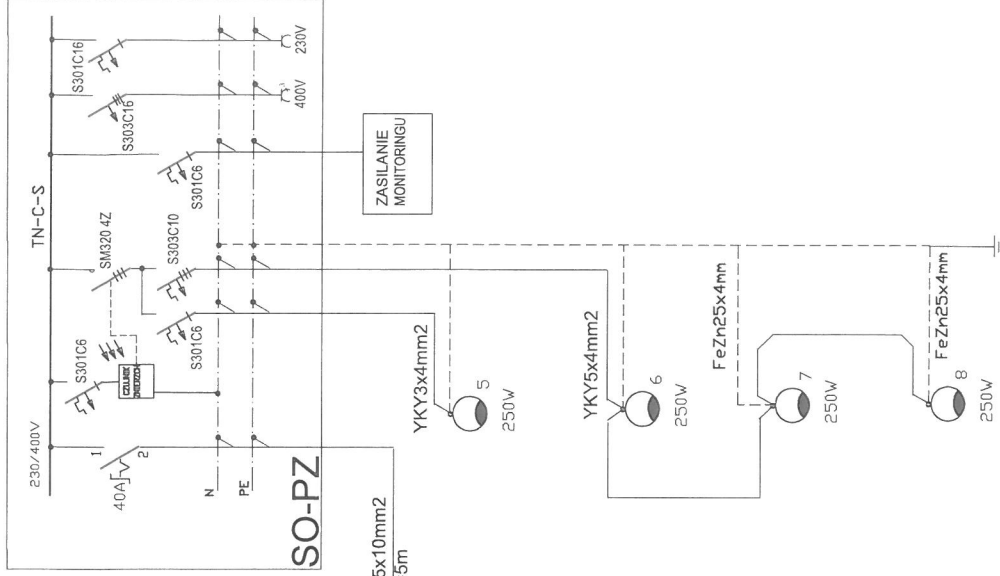 S301C16
230V
S303C16
400V
S301C6
ZASILANIE
MONITORINGU
TN-C-S
SM320 4Z
S303C10
S301C6
S301C6
230/400V
1
2
40A
N
PE
SO-PZ
5x10mm2
5m
YKY3x4mm2
5
250W
YKY5x4mm2
6
250W
FeZn25x4mm
7
250W
FeZn25x4mm
8
250W